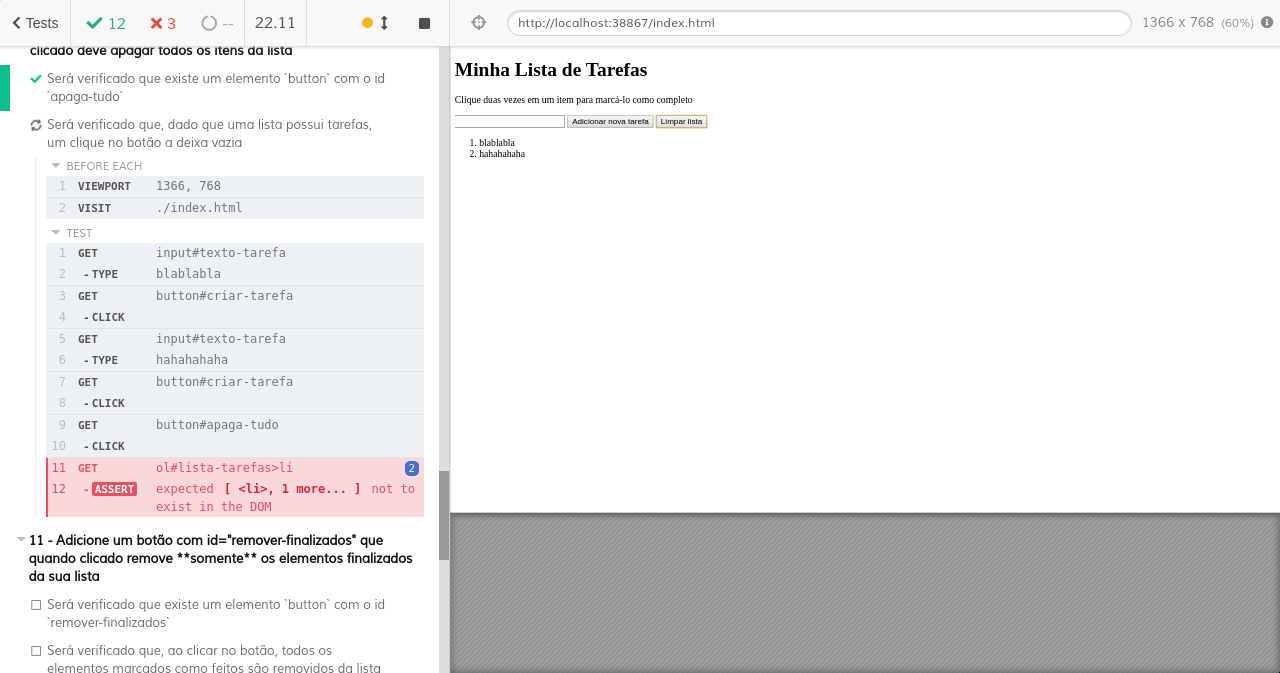 Tests 12 3 -- 22.11
http://localhost:38867/index.html 1366 x 768 (60%)
clicado deve apagar todos os itens da lista
Será verificado que existe um elemento `button` com o id
`apaga-tudo`
Será verificado que, dado que uma lista possui tarefas,
um clique no botão a deixa vazia
BEFORE EACH
1 VIEWPORT 1366, 768
2 VISIT ./index.html
TEST
1 GET input#texto-tarefa
2 -TYPE blablabla
3 GET button#criar-tarefa
4 -CLICK
5 GET input#texto-tarefa
6 -TYPE hahahahaha
7 GET button#criar-tarefa
8 -CLICK
9 GET button#apaga-tudo
10 -CLICK
11 GET ol#lista-tarefas>li 2
12 -ASSERT expected [ <li>, 1 more... ] not to
exist in the DOM
11 - Adicione um botão com id="remover-finalizados" que
quando clicado remove **somente** os elementos finalizados
da sua lista
Será verificado que existe um elemento `button` com o id
`remover-finalizados`
Será verificado que, ao clicar no botão, todos os
elementos marcados como feitos são removidos da lista
Minha Lista de Tarefas
Clique duas vezes em um item para marcá-lo como completo
Adicionar nova tarefa Limpar lista
1. blablabla
2. hahahahaha